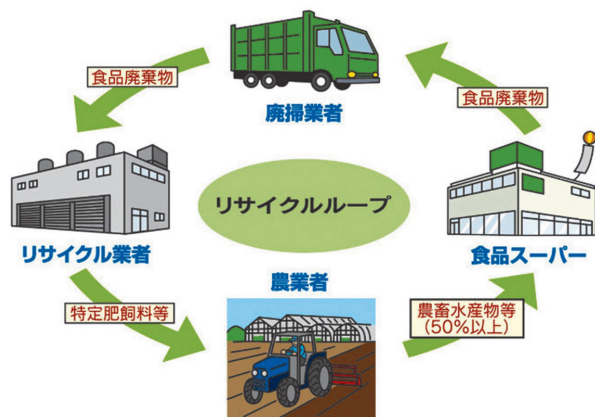 食品廃棄物
廃掃業者
食品廃棄物
リサイクル業者
リサイクルループ
食品スーパー
特定肥飼料等
農業者
農畜水産物等
(50%以上)